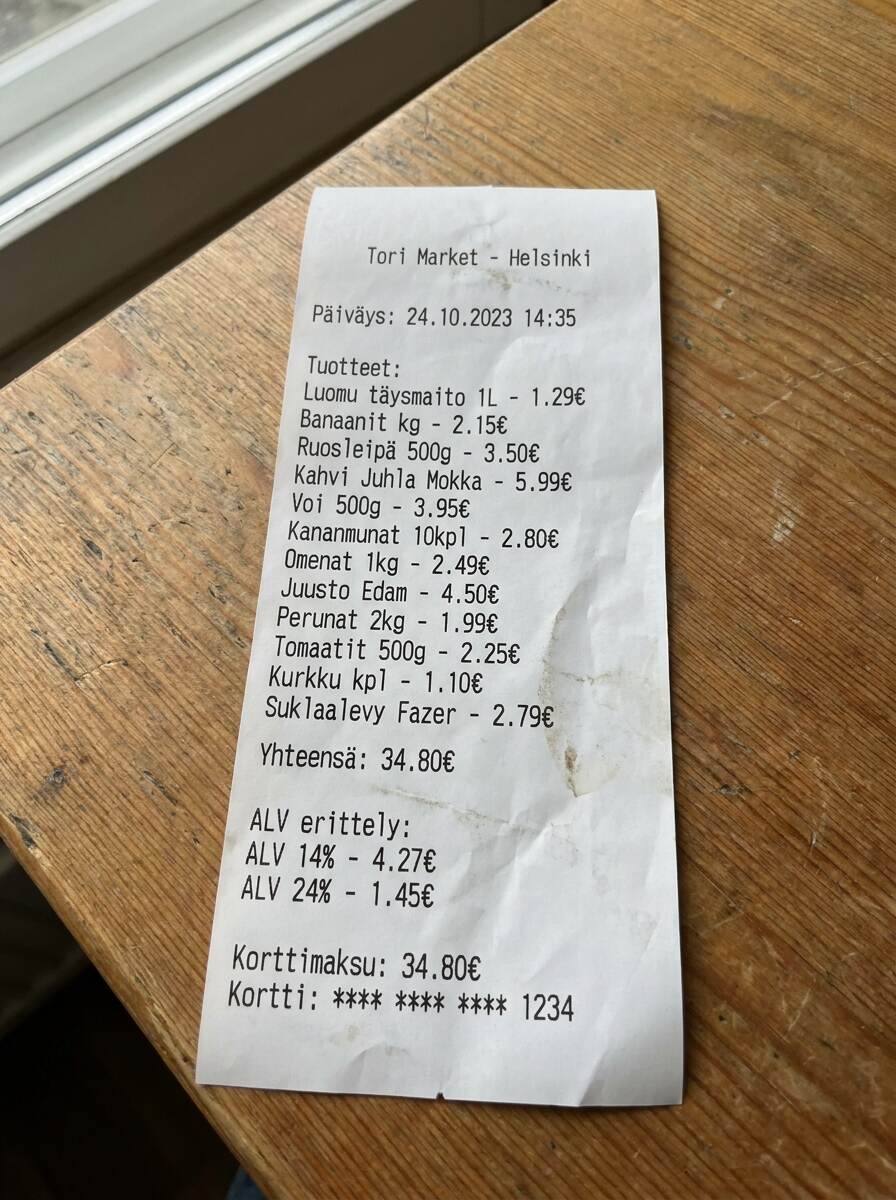 Tori Market - Helsinki
Päiväys: 24.10.2023 14:35
Tuotteet:
Luomu täysmaito 1L - 1.29€
Banaanit kg - 2.15€
Ruosleipä 500g - 3.50€
Kahvi Juhla Mokka - 5.99€
Voi 500g - 3.95€
Kananmunat 10kpl - 2.80€
Omenat 1kg - 2.49€
Juusto Edam - 4.50€
Perunat 2kg - 1.99€
Tomaatit 500g - 2.25€
Kurkku kpl - 1.10€
Suklaalevy Fazer - 2.79€
Yhteensä: 34.80€
ALV erittely:
ALV 14% - 4.27€
ALV 24% - 1.45€
Korttimaksu: 34.80€
Kortti: **** **** **** 1234